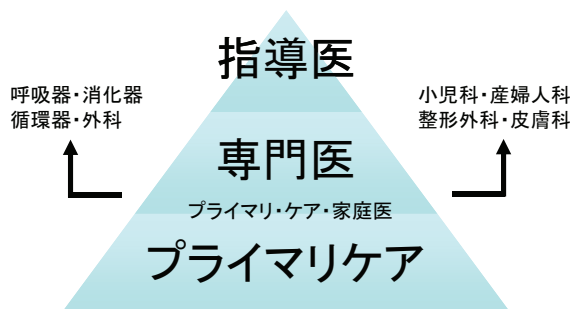 指導医
呼吸器・消化器
循環器・外科
小児科・産婦人科
整形外科・皮膚科
専門医
プライマリ・ケア・家庭医
プライマリケア